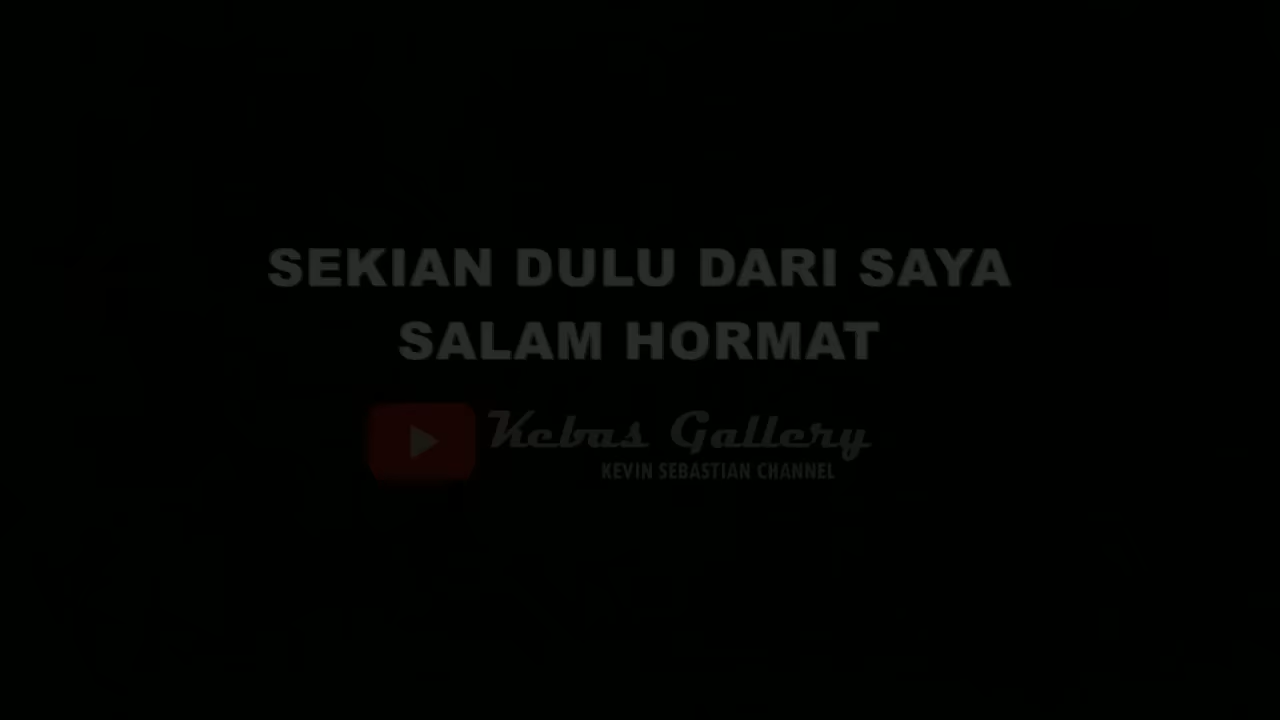 SEKIAN DULU DARI SAYA
SALAM HORMAT
Kebas Gallery
KEVIN SEBASTIAN CHANNEL